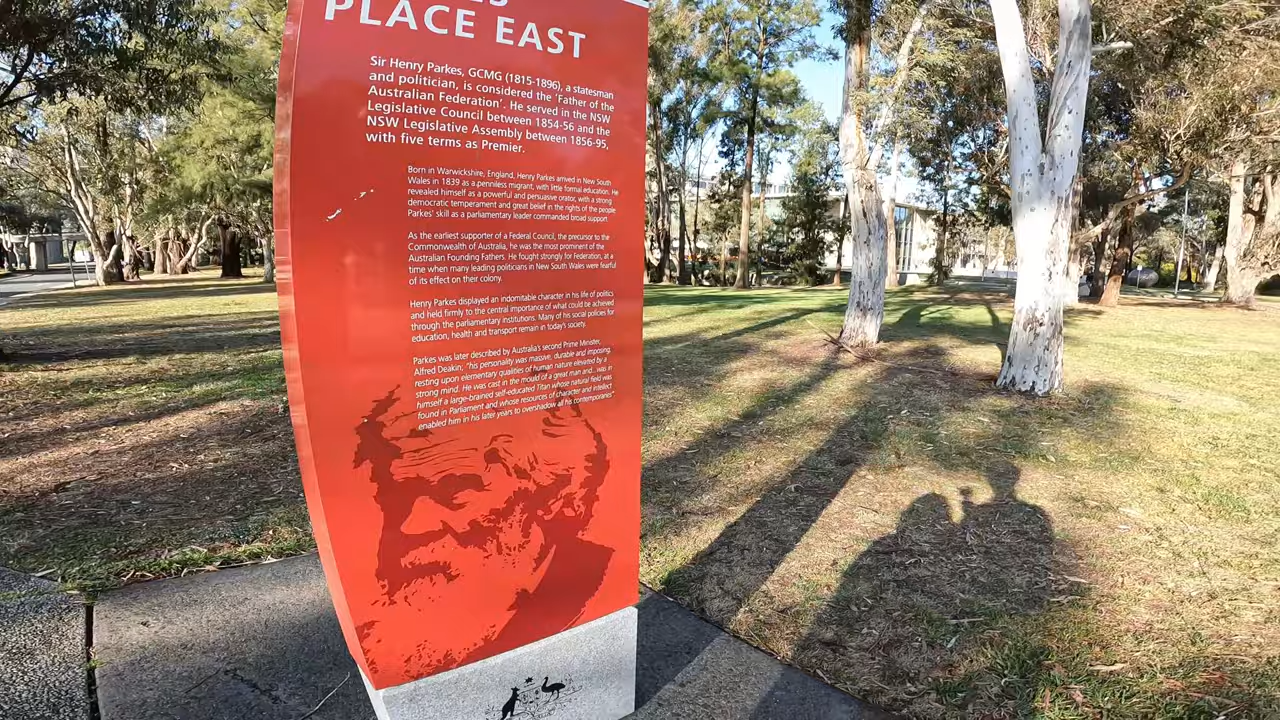 PLACE EAST
Sir Henry Parkes, GCMG (1815-1896), a statesman
and politician, is considered the 'Father of the
Australian Federation'. He served in the NSW
Legislative Council between 1854-56 and the
NSW Legislative Assembly between 1856-95,
with five terms as Premier.
Born in Warwickshire, England, Henry Parkes arrived in New South
Wales in 1839 as a penniless migrant, with little formal education. He
revealed himself as a powerful and persuasive orator, with a strong
democratic temperament and great belief in the rights of the people
Parkes' skill as a parliamentary leader commanded broad support.
As the earliest supporter of a Federal Council, the precursor to the
Commonwealth of Australia, he was the most prominent of the
Australian Founding Fathers. He fought strongly for Federation, at a
time when many leading politicians in New South Wales were fearful
of its effect on their colony.
Henry Parkes displayed an indomitable character in his life of politics
and held firmly to the central importance of what could be achieved
through the parliamentary institutions. Many of his social policies for
education, health and transport remain in today's society.
Parkes was later described by Australia's second Prime Minister,
Alfred Deakin; "his personality was massive, durable and imposing,
resting upon elementary qualities of human nature elevated by a
strong mind. He was cast in the mould of a great man and...was in
himself a large-brained self-educated Titan whose natural field was
found in Parliament and whose resources of character and intellect
enabled him in his later years to overshadow all his contemporaries"